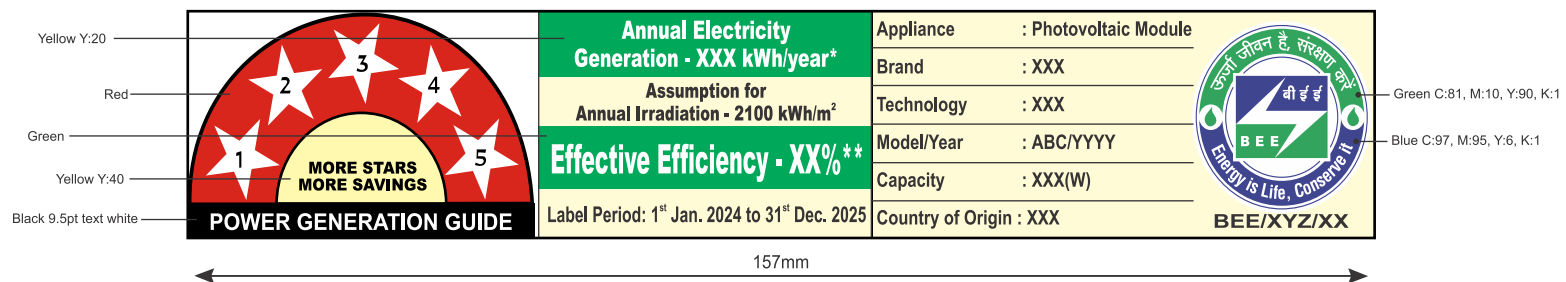 Yellow Y:20
Red
Green
Yellow Y:40
Black 9.5pt text white
1
2
3
4
5
MORE STARS
MORE SAVINGS
POWER GENERATION GUIDE
Annual Electricity
Generation - XXX kWh/year*
Assumption for
Annual Irradiation - 2100 kWh/m²
Effective Efficiency - XX%**
Label Period: 1st Jan. 2024 to 31st Dec. 2025
Appliance : Photovoltaic Module
Brand : XXX
Technology : XXX
Model/Year : ABC/YYYY
Capacity : XXX(W)
Country of Origin : XXX
ऊर्जा जीवन है, संरक्षण करें
बी ई ई
BEE
Energy is Life, Conserve it
BEE/XYZ/XX
Green C:81, M:10, Y:90, K:1
Blue C:97, M:95, Y:6, K:1
157mm